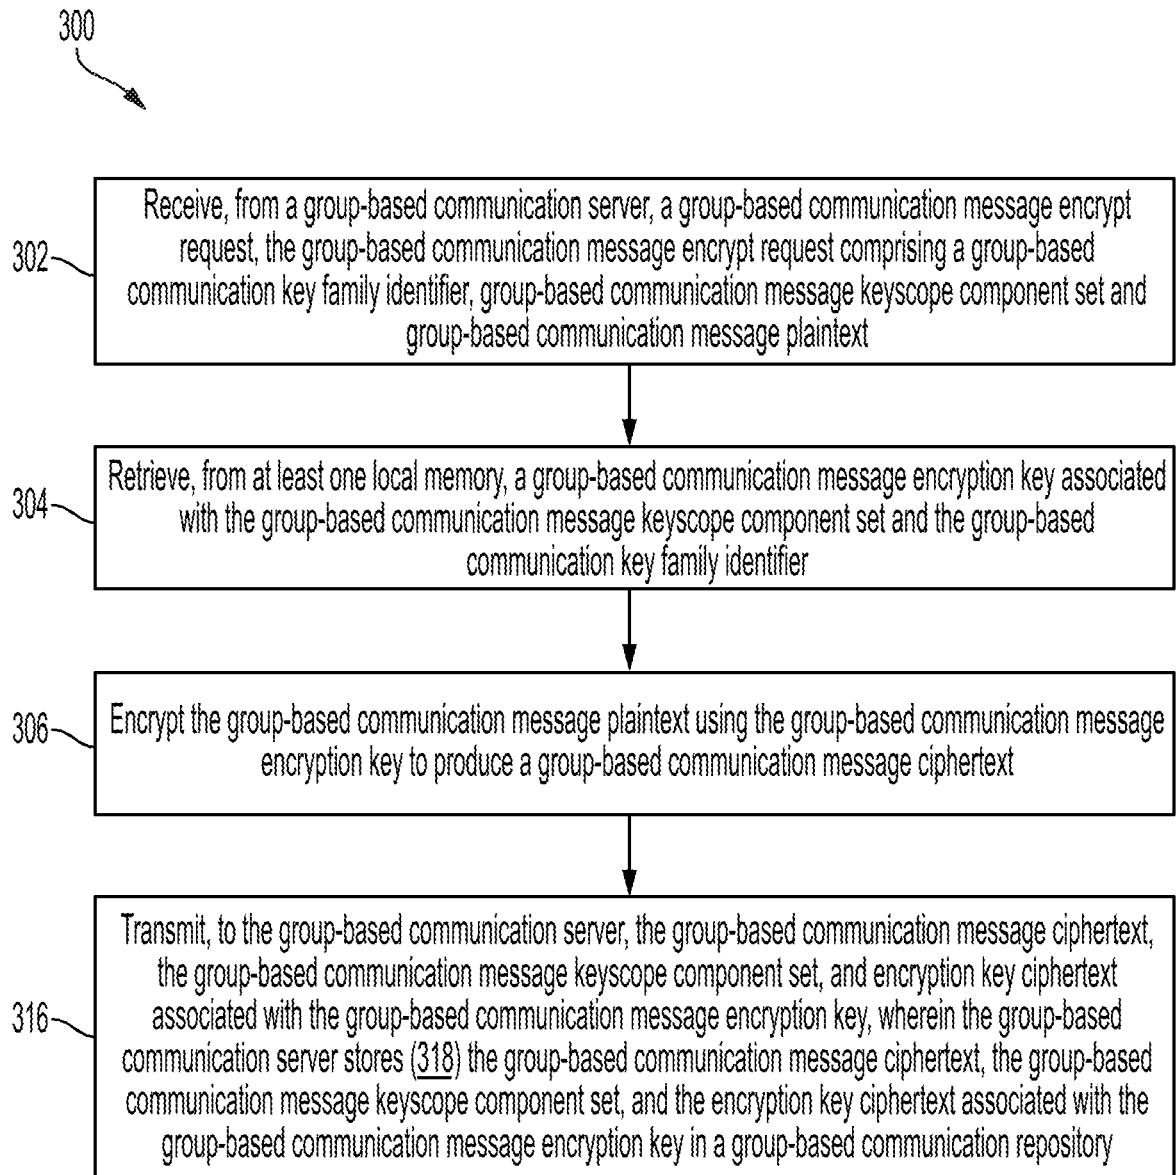 300
302
Receive, from a group-based communication server, a group-based communication message encrypt
request, the group-based communication message encrypt request comprising a group-based
communication key family identifier, group-based communication message keyscope component set and
group-based communication message plaintext
304
Retrieve, from at least one local memory, a group-based communication message encryption key associated
with the group-based communication message keyscope component set and the group-based
communication key family identifier
306
Encrypt the group-based communication message plaintext using the group-based communication message
encryption key to produce a group-based communication message ciphertext
316
Transmit, to the group-based communication server, the group-based communication message ciphertext,
the group-based communication message keyscope component set, and encryption key ciphertext
associated with the group-based communication message encryption key, wherein the group-based
communication server stores (318) the group-based communication message ciphertext, the group-based
communication message keyscope component set, and the encryption key ciphertext associated with the
group-based communication message encryption key in a group-based communication repository